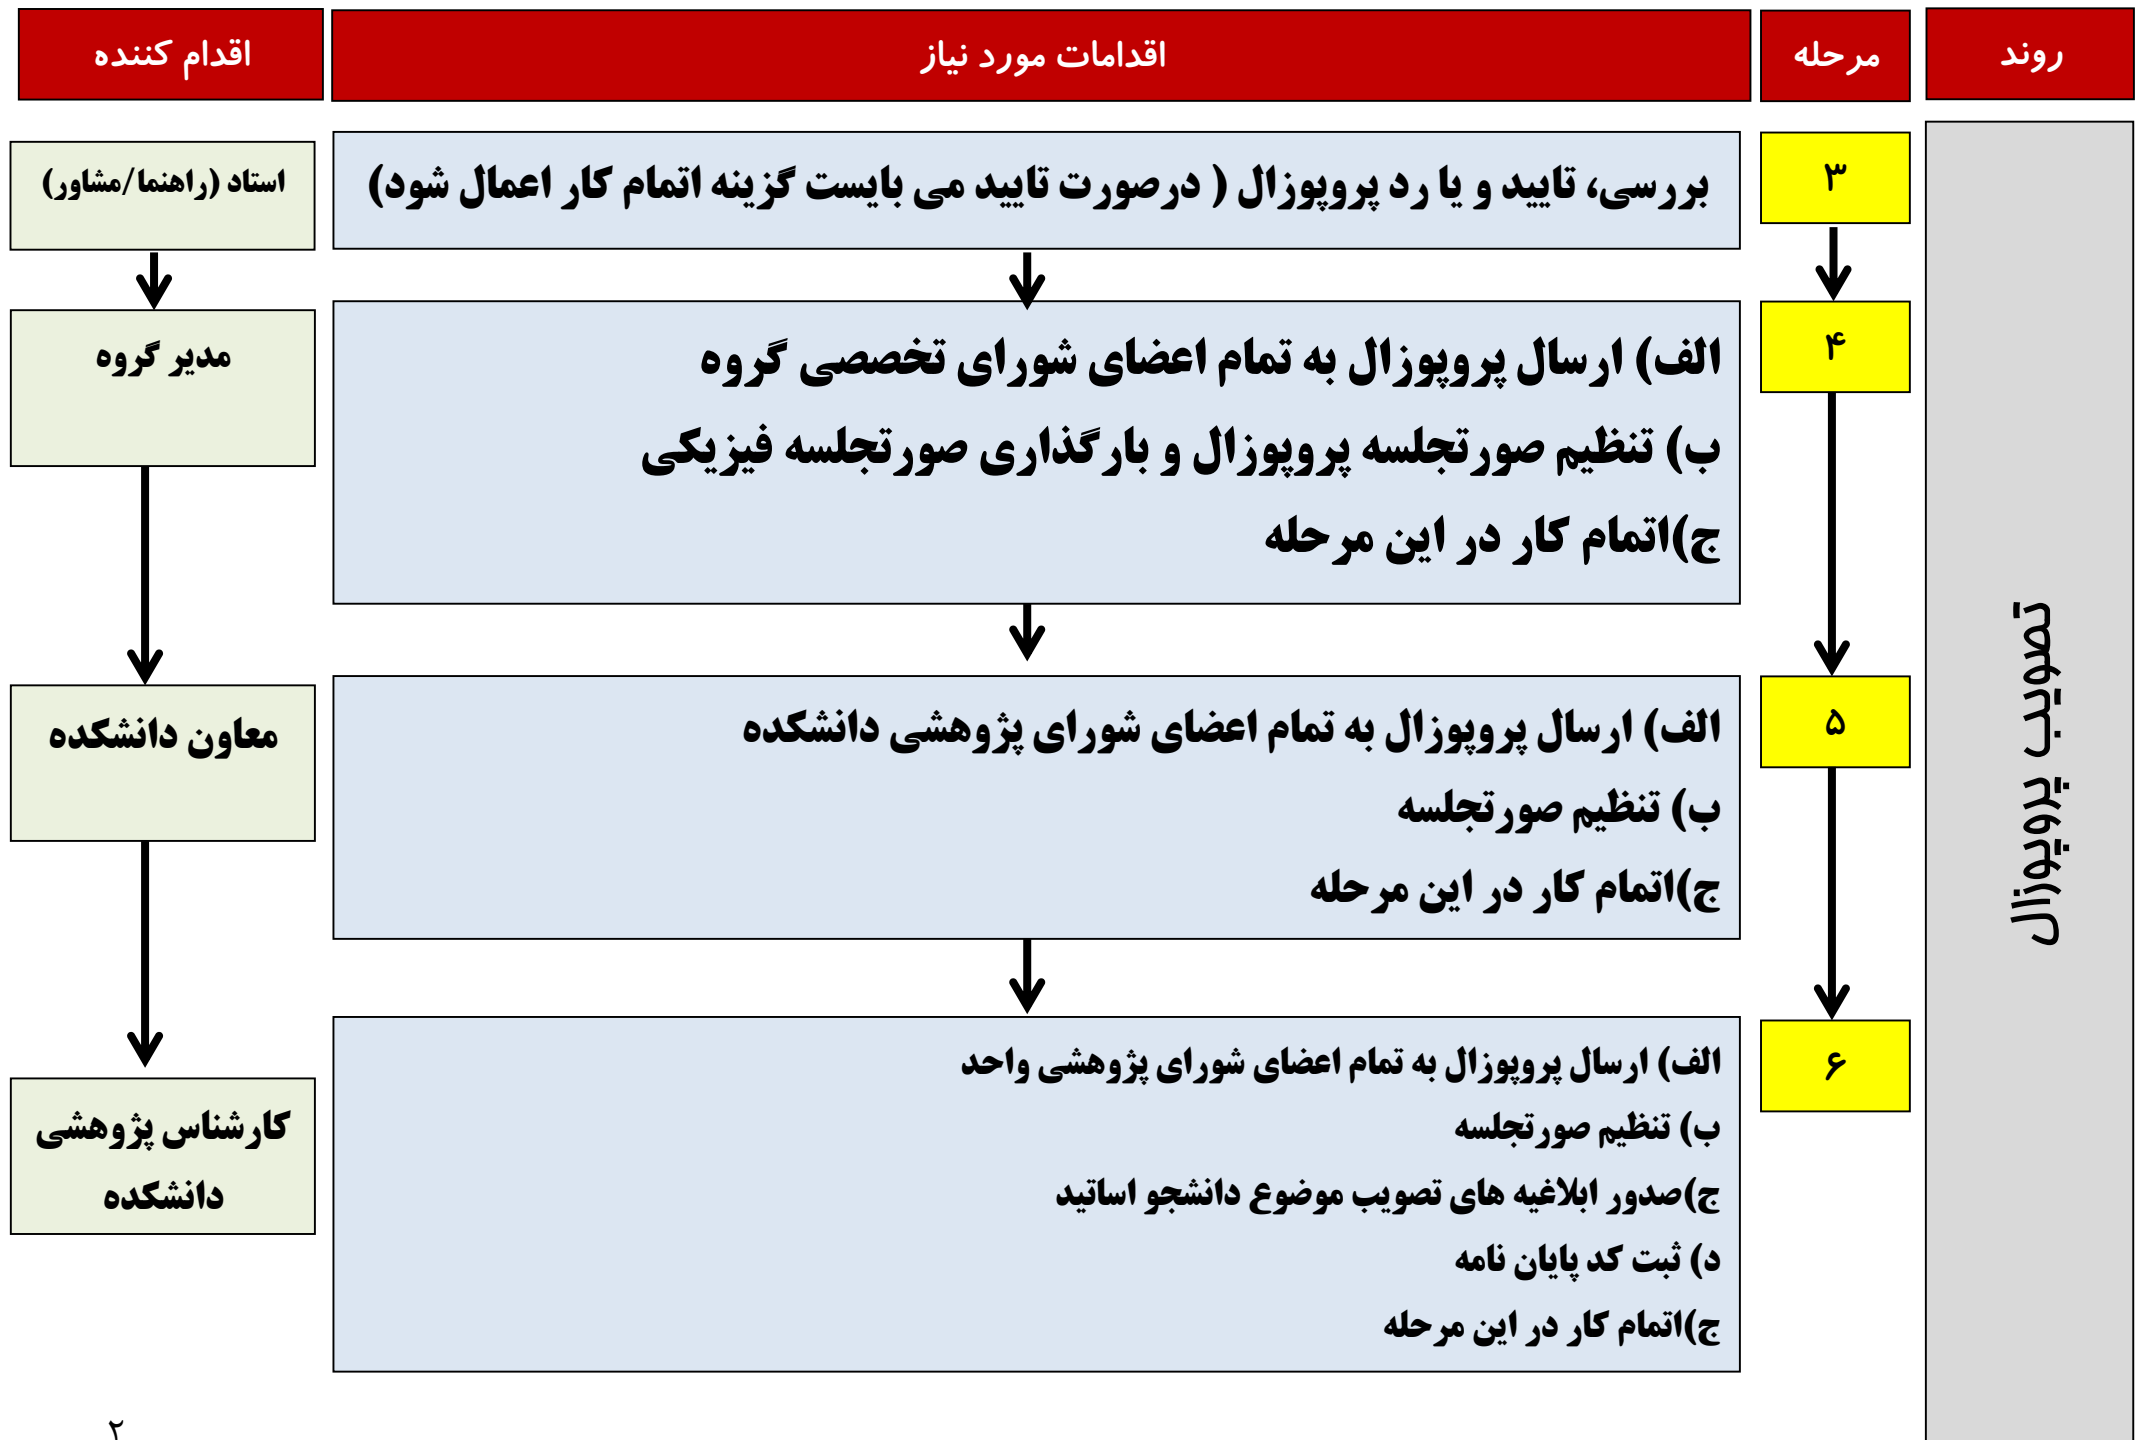 روند
مرحله
اقدامات مورد نیاز
اقدام کننده
تصویب پروپوزال
۳
بررسی، تایید و یا رد پروپوزال ( درصورت تایید می بایست گزینه اتمام کار اعمال شود)
استاد (راهنما/مشاور)
۴
الف) ارسال پروپوزال به تمام اعضای شورای تخصصی گروه
ب) تنظیم صورتجلسه پروپوزال و بارگذاری صورتجلسه فیزیکی
ج)اتمام کار در این مرحله
مدیر گروه
۵
الف) ارسال پروپوزال به تمام اعضای شورای پژوهشی دانشکده
ب) تنظیم صورتجلسه
ج)اتمام کار در این مرحله
معاون دانشکده
۶
الف) ارسال پروپوزال به تمام اعضای شورای پژوهشی واحد
ب) تنظیم صورتجلسه
ج)صدور ابلاغیه های تصویب موضوع دانشجو اساتید
د) ثبت کد پایان نامه
ج)اتمام کار در این مرحله
کارشناس پژوهشی
دانشکده
۲